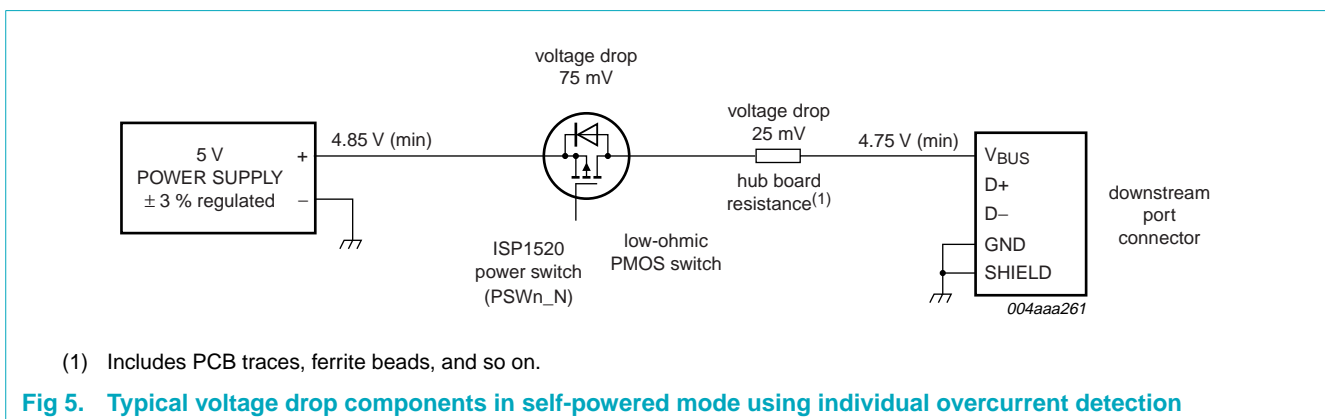 voltage drop
75 mV
voltage drop
25 mV
4.85 V (min)
4.75 V (min)
5 V
POWER SUPPLY
± 3 % regulated
+
−
hub board
resistance(1)
ISP1520
power switch
(PSWn_N)
low-ohmic
PMOS switch
VBUS
D+
D−
GND
SHIELD
downstream
port
connector
004aaa261
(1) Includes PCB traces, ferrite beads, and so on.
Fig 5. Typical voltage drop components in self-powered mode using individual overcurrent detection